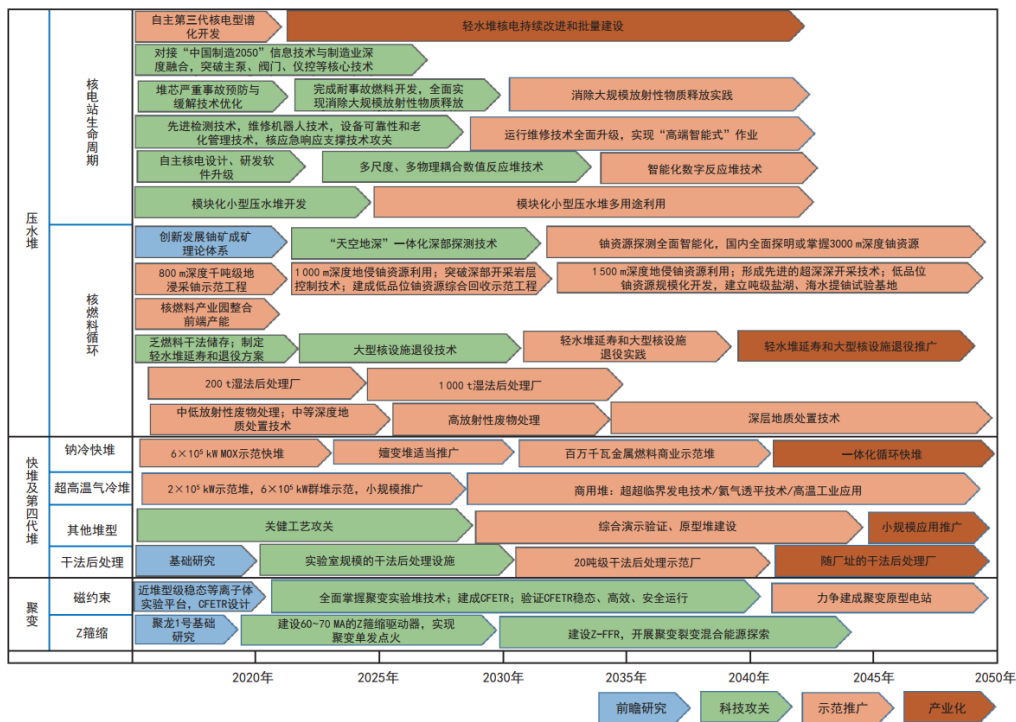 压水堆
核电站生命周期
自主第三代核电型谱
化开发
轻水堆核电持续改进和批量建设
对接“中国制造2050”信息技术与制造业深
度融合，突破主泵、阀门、仪控等核心技术
堆芯严重事故预防与
缓解技术优化
完成耐事故燃料开发，全面实
现消除大规模放射性物质释放
消除大规模放射性物质释放实践
先进检测技术，维修机器人技术，设备可靠性和老
化管理技术，核应急响应支撑技术攻关
运行维修技术全面升级，实现“高端智能式”作业
自主核电设计、研发软
件升级
多尺度、多物理耦合数值反应堆技术
智能化数字反应堆技术
模块化小型压水堆开发
模块化小型压水堆多用途利用
核燃料循环
创新发展铀矿成矿
理论体系
“天空地深”一体化深部探测技术
铀资源探测全面智能化，国内全面探明或掌握3000 m深度铀资源
800 m深度千吨级地
浸采铀示范工程
1 000 m深度地侵铀资源利用；突破深部开采岩层
控制技术；建成低品位铀资源综合回收示范工程
1 500 m深度地侵铀资源利用；形成先进的超深深开采技术；低品位
铀资源规模化开发，建立吨级盐湖、海水提铀试验基地
核燃料产业园整合
前端产能
乏燃料干法储存；制定
轻水堆延寿和退役方案
大型核设施退役技术
轻水堆延寿和大型核设施
退役实践
轻水堆延寿和大型核设施退役推广
200 t湿法后处理厂
1 000 t湿法后处理厂
中低放射性废物处理；中等深度地
质处置技术
高放射性废物处理
深层地质处置技术
快堆及第四代堆
钠冷快堆
6×10⁵ kW MOX示范快堆
嬗变堆适当推广
百万千瓦金属燃料商业示范堆
一体化循环快堆
超高温气冷堆
2×10⁵ kW示范堆，6×10⁵ kW群堆示范，小规模推广
商用堆：超超临界发电技术/氦气透平技术/高温工业应用
其他堆型
关健工艺攻关
综合演示验证、原型堆建设
小规模应用推广
干法后处理
基础研究
实验室规模的干法后处理设施
20吨级干法后处理示范厂
随厂址的干法后处理厂
聚变
磁约束
近堆型级稳态等离子体
实验平台，CFETR设计
全面掌握聚变实验堆技术；建成CFETR；验证CFETR稳态、高效、安全运行
力争建成聚变原型电站
Z箍缩
聚龙1号基础
研究
建设60~70 MA的Z箍缩驱动器，实现
聚变单发点火
建设Z-FFR，开展聚变裂变混合能源探索
2020年
2025年
2030年
2035年
2040年
2045年
2050年
前瞻研究
科技攻关
示范推广
产业化